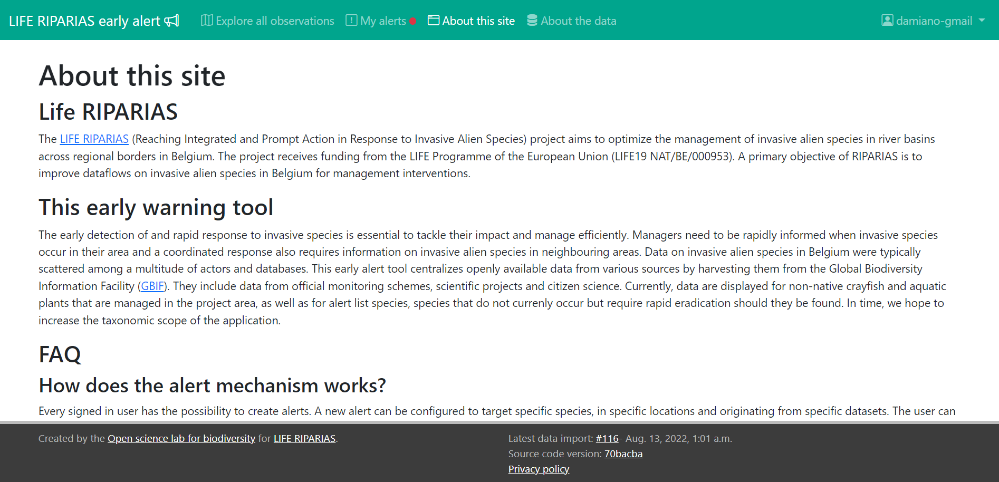 LIFE RIPARIAS early alert Explore all observations My alerts About this site About the data damiano-gmail
About this site
Life RIPARIAS
The LIFE RIPARIAS (Reaching Integrated and Prompt Action in Response to Invasive Alien Species) project aims to optimize the management of invasive alien species in river basins
across regional borders in Belgium. The project receives funding from the LIFE Programme of the European Union (LIFE19 NAT/BE/000953). A primary objective of RIPARIAS is to
improve dataflows on invasive alien species in Belgium for management interventions.
This early warning tool
The early detection of and rapid response to invasive species is essential to tackle their impact and manage efficiently. Managers need to be rapidly informed when invasive species
occur in their area and a coordinated response also requires information on invasive alien species in neighbouring areas. Data on invasive alien species in Belgium were typically
scattered among a multitude of actors and databases. This early alert tool centralizes openly available data from various sources by harvesting them from the Global Biodiversity
Information Facility (GBIF). They include data from official monitoring schemes, scientific projects and citizen science. Currently, data are displayed for non-native crayfish and aquatic
plants that are managed in the project area, as well as for alert list species, species that do not currenly occur but require rapid eradication should they be found. In time, we hope to
increase the taxonomic scope of the application.
FAQ
How does the alert mechanism works?
Every signed in user has the possibility to create alerts. A new alert can be configured to target specific species, in specific locations and originating from specific datasets. The user can
Created by the Open science lab for biodiversity for LIFE RIPARIAS.
Latest data import: #116- Aug. 13, 2022, 1:01 a.m.
Source code version: 70bacba
Privacy policy